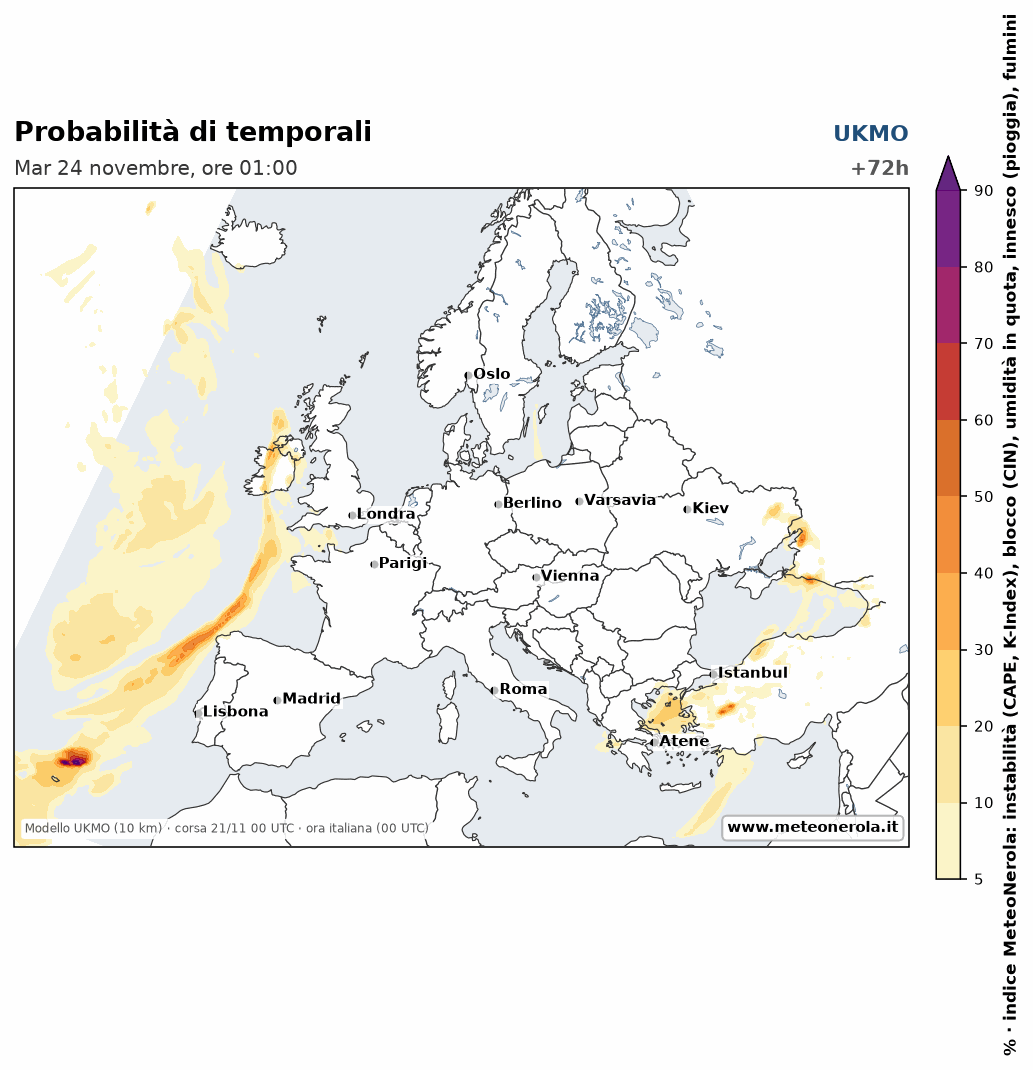 Probabilità di temporali
UKMO
Mar 24 novembre, ore 01:00
+72h
Oslo
Londra
Berlino
Varsavia
Kiev
Parigi
Vienna
Istanbul
Roma
Madrid
Lisbona
Atene
Modello UKMO (10 km) · corsa 21/11 00 UTC · ora italiana (00 UTC)
www.meteonerola.it
90
80
70
60
50
40
30
20
10
5
% · indice MeteoNerola: instabilità (CAPE, K-Index), blocco (CIN), umidità in quota, innesco (pioggia), fulmini